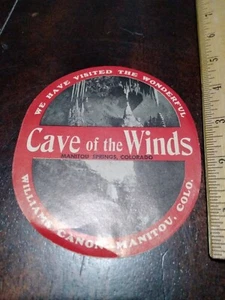 WE HAVE VISITED THE WONDERFUL
Cave of the Winds
MANITOU SPRINGS, COLORADO
WILLIAMS CANON, MANITOU, COLO.